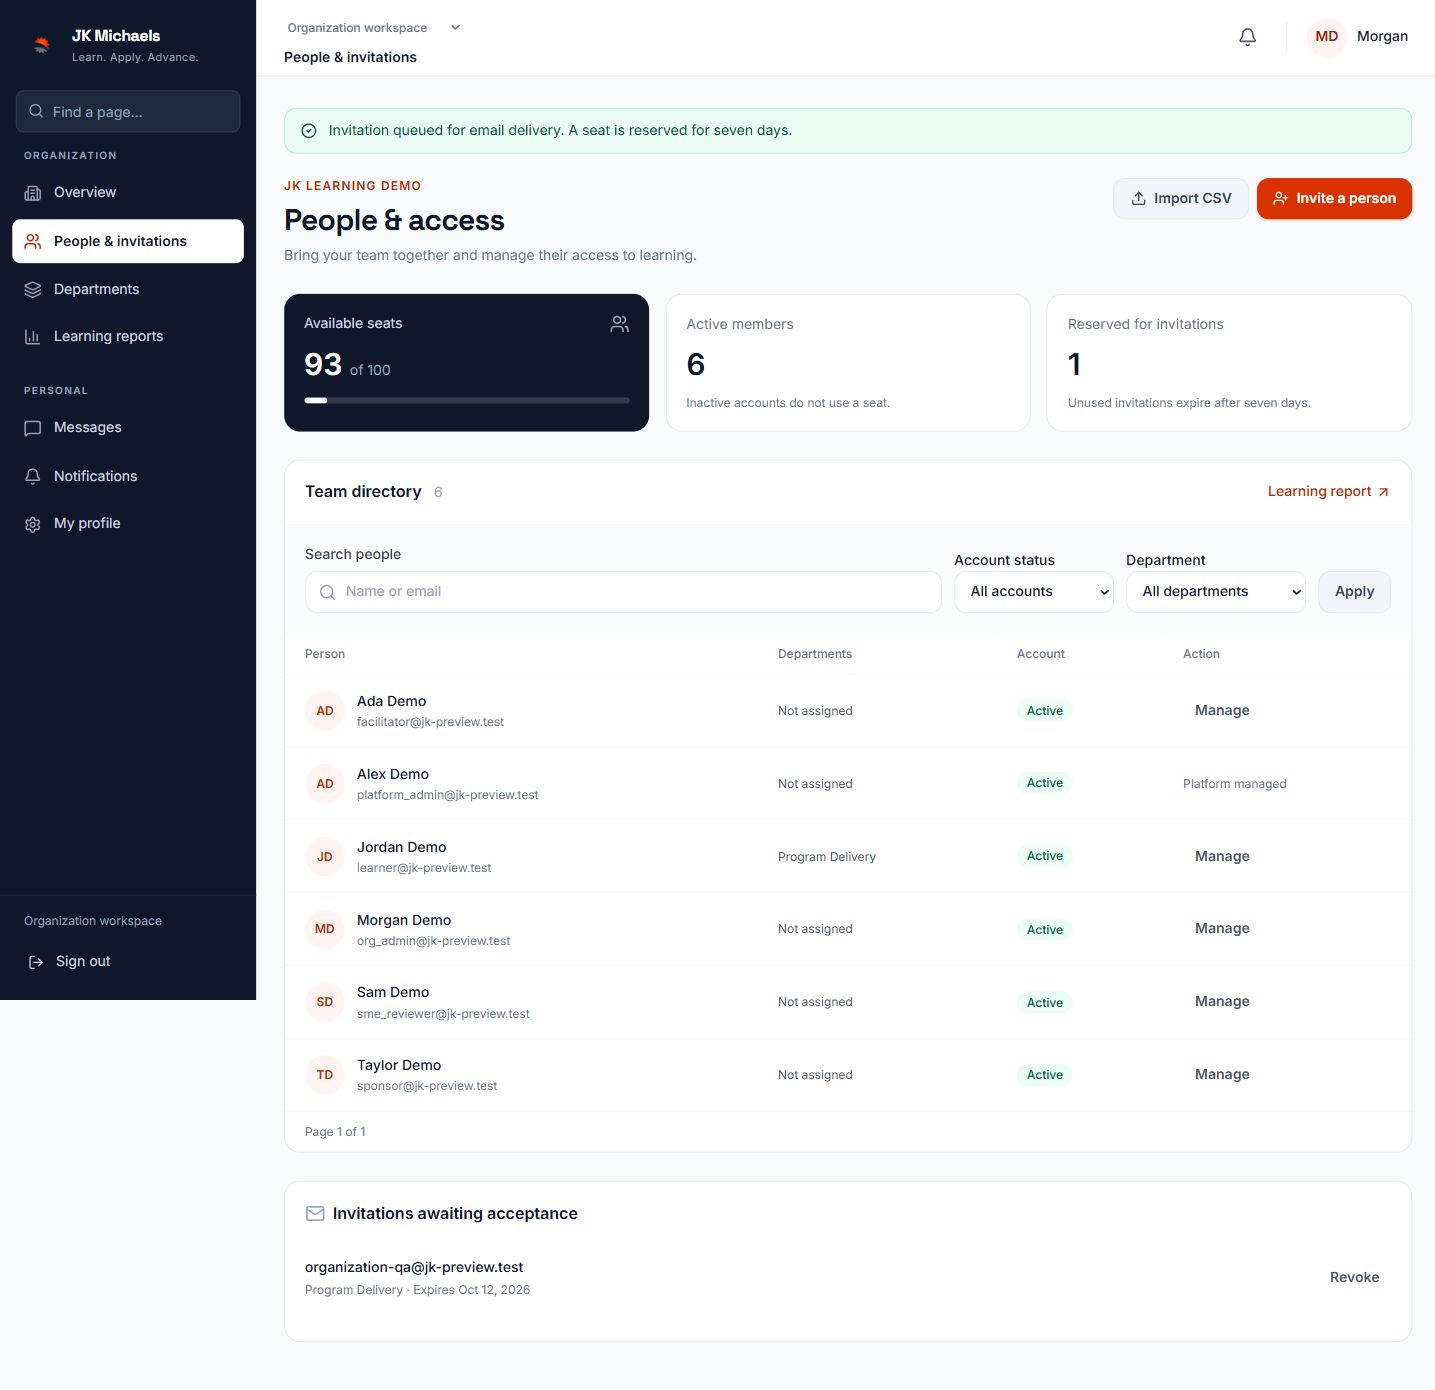 JK Michaels
Learn. Apply. Advance.
Find a page...
ORGANIZATION
Overview
People & invitations
Departments
Learning reports
PERSONAL
Messages
Notifications
My profile
Organization workspace
Sign out
Organization workspace
People & invitations
MD Morgan
Invitation queued for email delivery. A seat is reserved for seven days.
JK LEARNING DEMO
People & access
Bring your team together and manage their access to learning.
Import CSV
Invite a person
Available seats
93 of 100
Active members
6
Inactive accounts do not use a seat.
Reserved for invitations
1
Unused invitations expire after seven days.
Team directory 6
Learning report
Search people
Name or email
Account status
All accounts
Department
All departments
Apply
Person Departments Account Action
AD Ada Demo
facilitator@jk-preview.test
Not assigned Active Manage
AD Alex Demo
platform_admin@jk-preview.test
Not assigned Active Platform managed
JD Jordan Demo
learner@jk-preview.test
Program Delivery Active Manage
MD Morgan Demo
org_admin@jk-preview.test
Not assigned Active Manage
SD Sam Demo
sme_reviewer@jk-preview.test
Not assigned Active Manage
TD Taylor Demo
sponsor@jk-preview.test
Not assigned Active Manage
Page 1 of 1
Invitations awaiting acceptance
organization-qa@jk-preview.test
Program Delivery · Expires Oct 12, 2026
Revoke